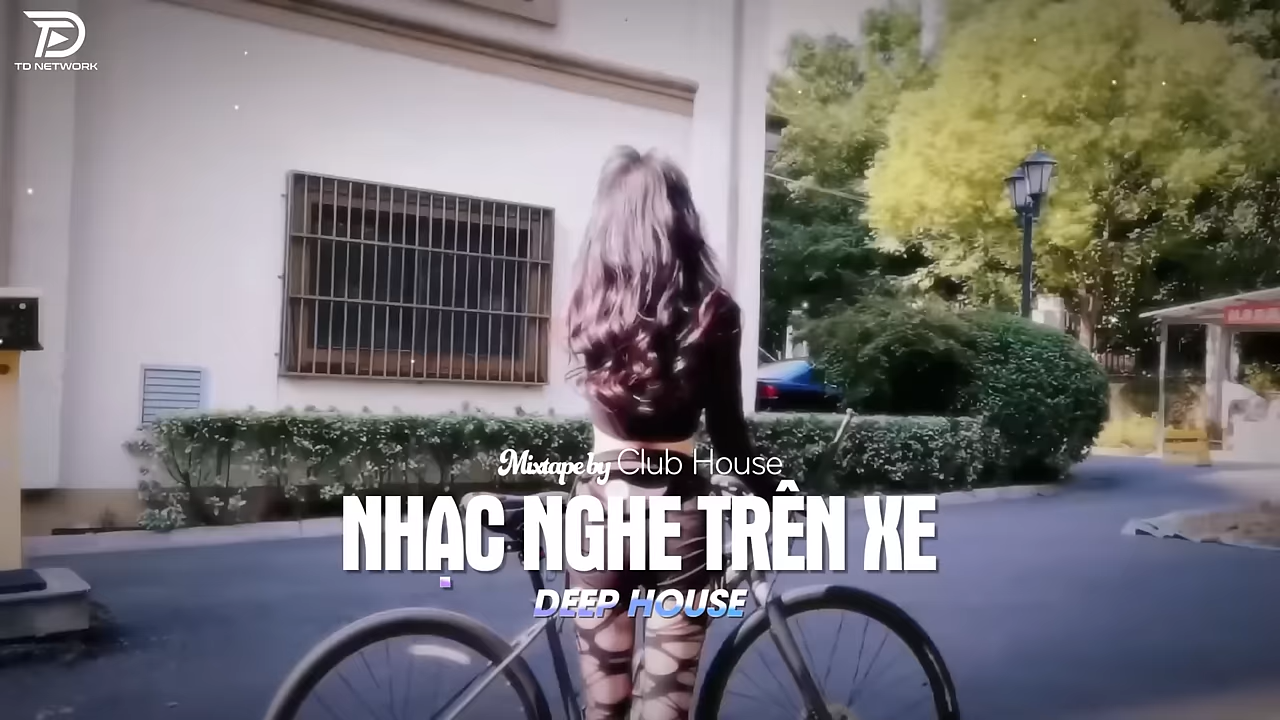 TD NETWORK
Mixtape by Club House
NHẠC NGHE TRÊN XE
DEEP HOUSE